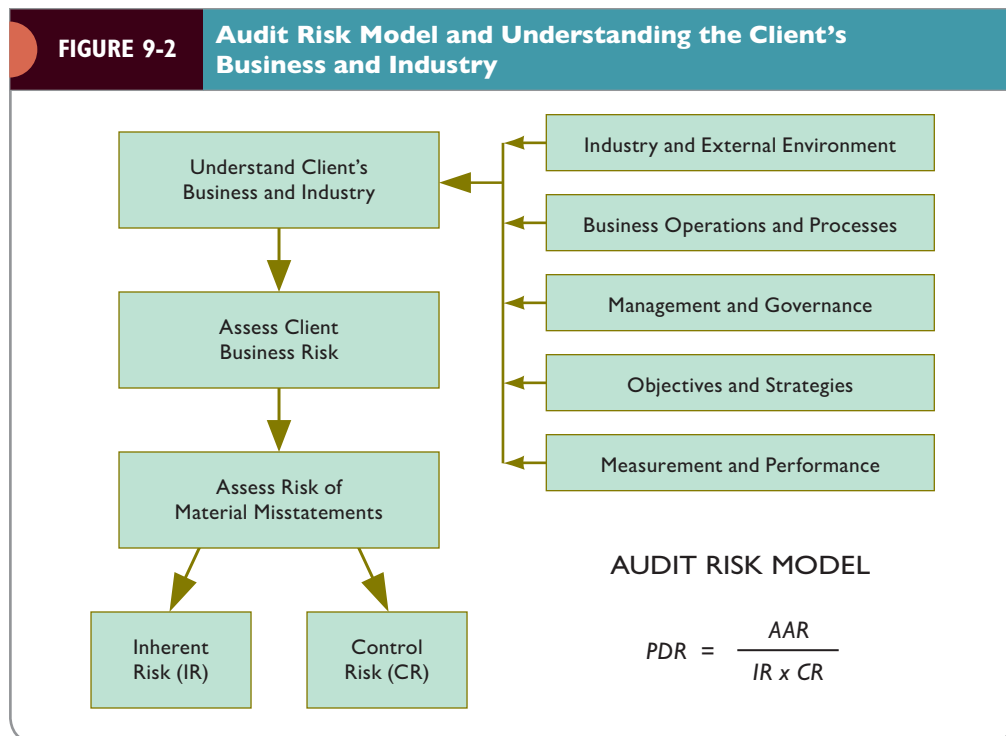 FIGURE 9-2
Audit Risk Model and Understanding the Client's
Business and Industry
Understand Client's
Business and Industry
Assess Client
Business Risk
Assess Risk of
Material Misstatements
Inherent
Risk (IR)
Control
Risk (CR)
Industry and External Environment
Business Operations and Processes
Management and Governance
Objectives and Strategies
Measurement and Performance
AUDIT RISK MODEL
PDR = AAR
IR x CR